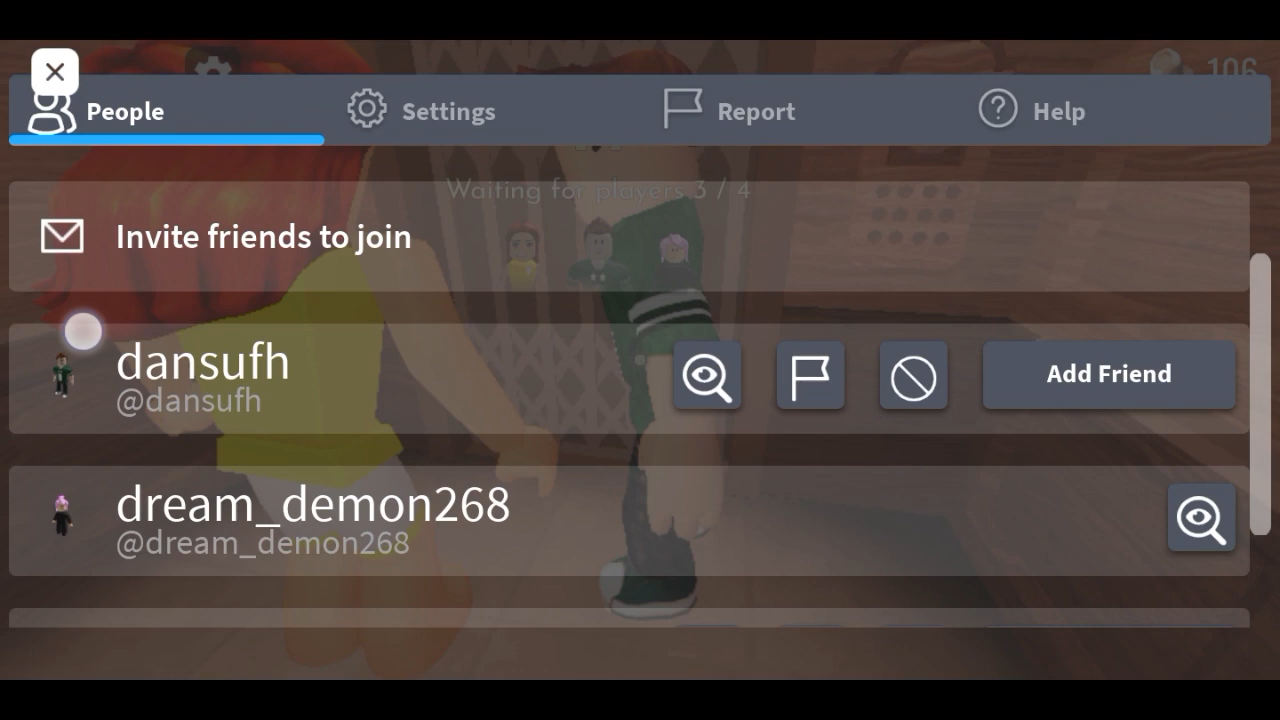 106
People
Settings
Report
Help
Waiting for players 3 / 4
Invite friends to join
dansufh
@dansufh
Add Friend
dream_demon268
@dream_demon268